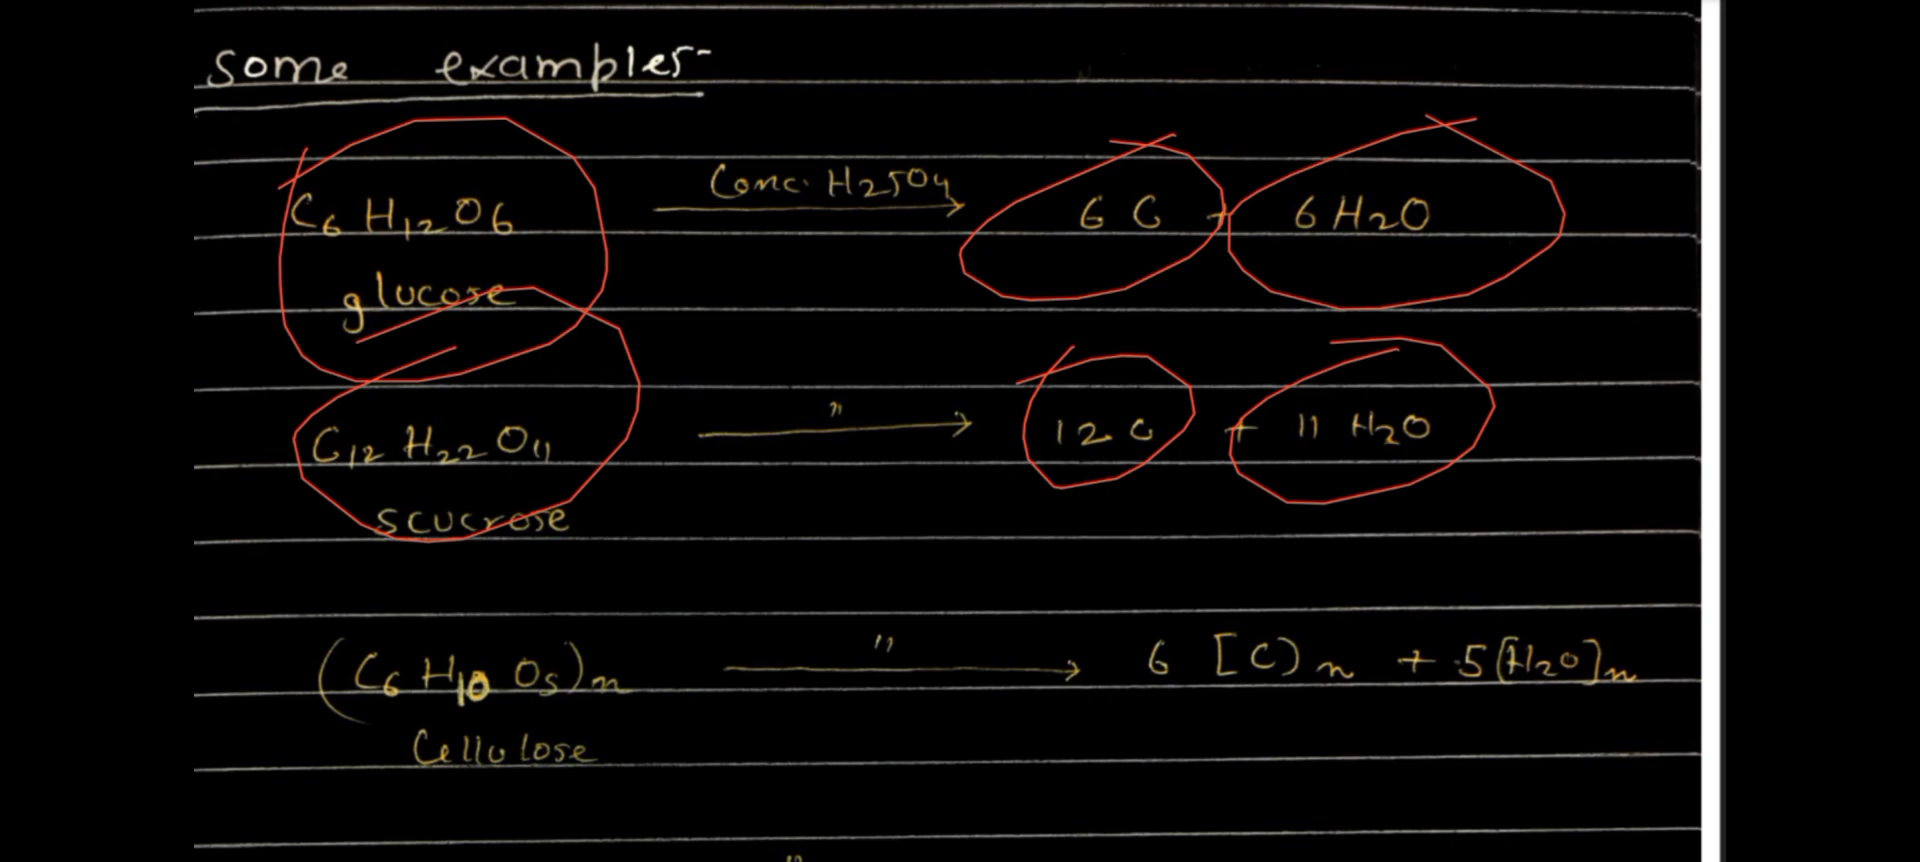 some examples-
C6 H12 O6 Conc. H2SO4 6 C + 6 H2O
glucose
C12 H22 O11 " 12 C + 11 H2O
scucrose
(C6 H10 O5)n " 6 [C)n + 5[H2O]n
Cellulose